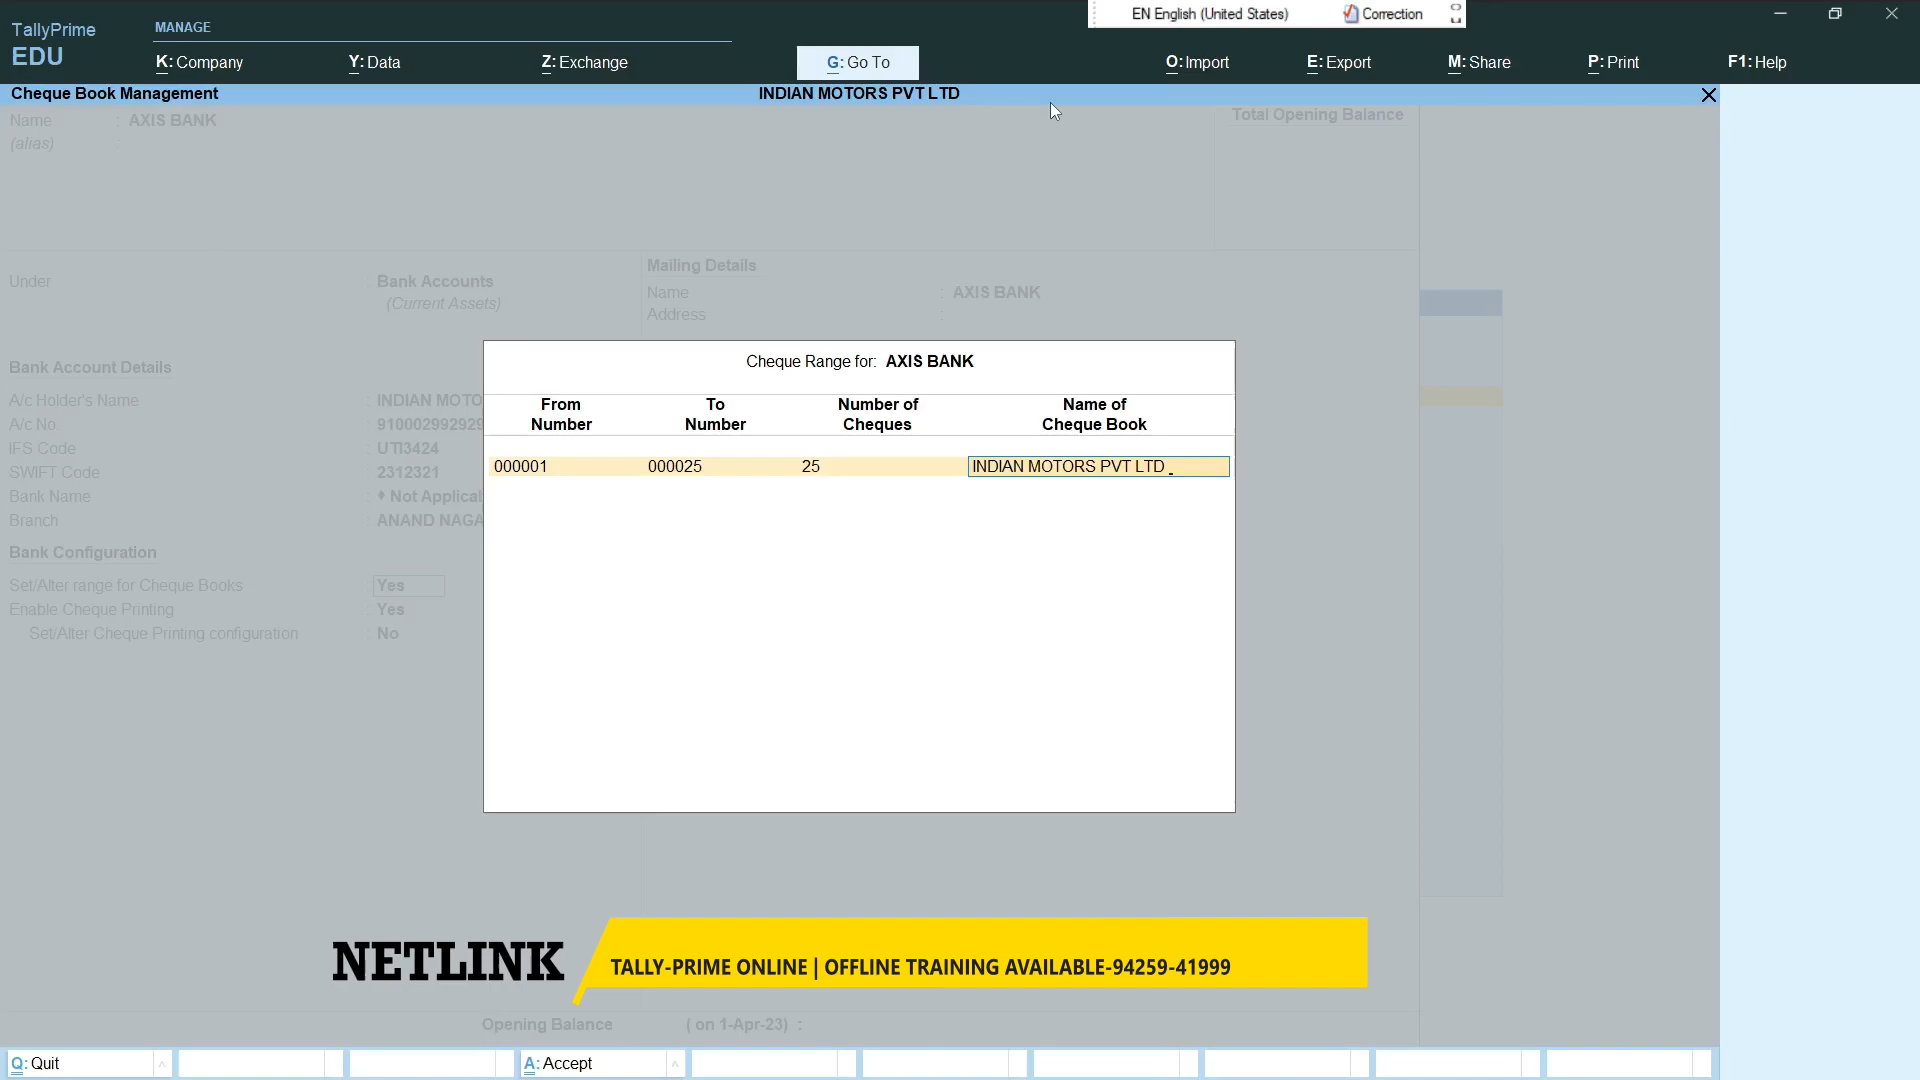 EN English (United States) Correction
TallyPrime
EDU
MANAGE
K: Company Y: Data Z: Exchange G: Go To O: Import E: Export M: Share P: Print F1: Help
Cheque Book Management INDIAN MOTORS PVT LTD
Name : AXIS BANK Total Opening Balance
(alias) :
Under Bank Accounts
(Current Assets)
Mailing Details
Name : AXIS BANK
Address :
Bank Account Details
A/c Holder's Name INDIAN MOTO
A/c No. 910002992929
IFS Code UTI3424
SWIFT Code 2312321
Bank Name ♦ Not Applical
Branch ANAND NAGA
Bank Configuration
Set/Alter range for Cheque Books Yes
Enable Cheque Printing Yes
Set/Alter Cheque Printing configuration No
Cheque Range for: AXIS BANK
From Number To Number Number of Cheques Name of Cheque Book
000001 000025 25 INDIAN MOTORS PVT LTD
NETLINK
TALLY-PRIME ONLINE | OFFLINE TRAINING AVAILABLE-94259-41999
Opening Balance ( on 1-Apr-23) :
Q: Quit A: Accept